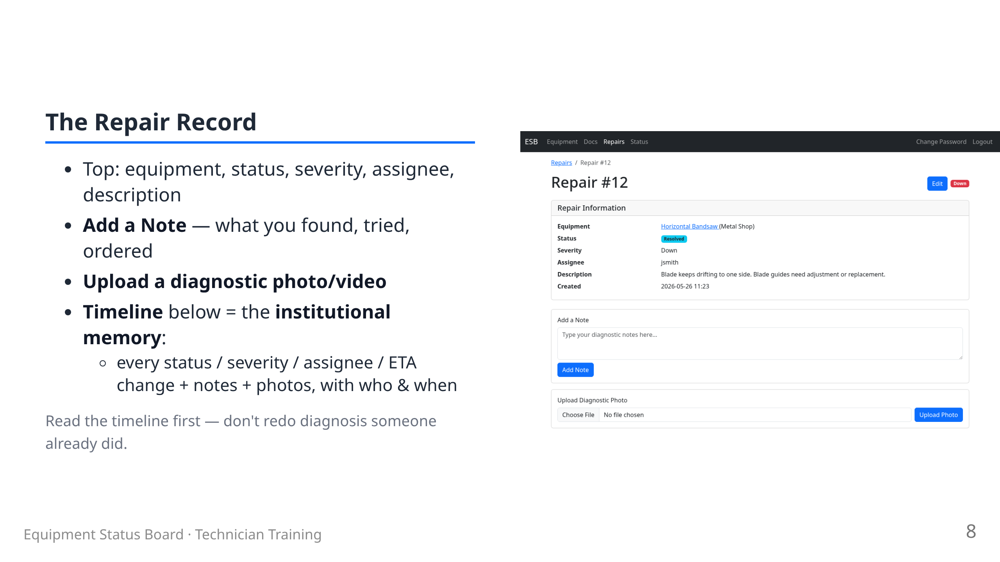 The Repair Record
Top: equipment, status, severity, assignee,
description
Add a Note — what you found, tried,
ordered
Upload a diagnostic photo/video
Timeline below = the institutional
memory:
every status / severity / assignee / ETA
change + notes + photos, with who & when
Read the timeline first — don't redo diagnosis someone
already did.
ESB Equipment Docs Repairs Status Change Password Logout
Repairs / Repair #12
Repair #12 Edit Down
Repair Information
Equipment Horizontal Bandsaw (Metal Shop)
Status Resolved
Severity Down
Assignee jsmith
Description Blade keeps drifting to one side. Blade guides need adjustment or replacement.
Created 2026-05-26 11:23
Add a Note
Type your diagnostic notes here...
Add Note
Upload Diagnostic Photo
Choose File No file chosen Upload Photo
Equipment Status Board · Technician Training
8